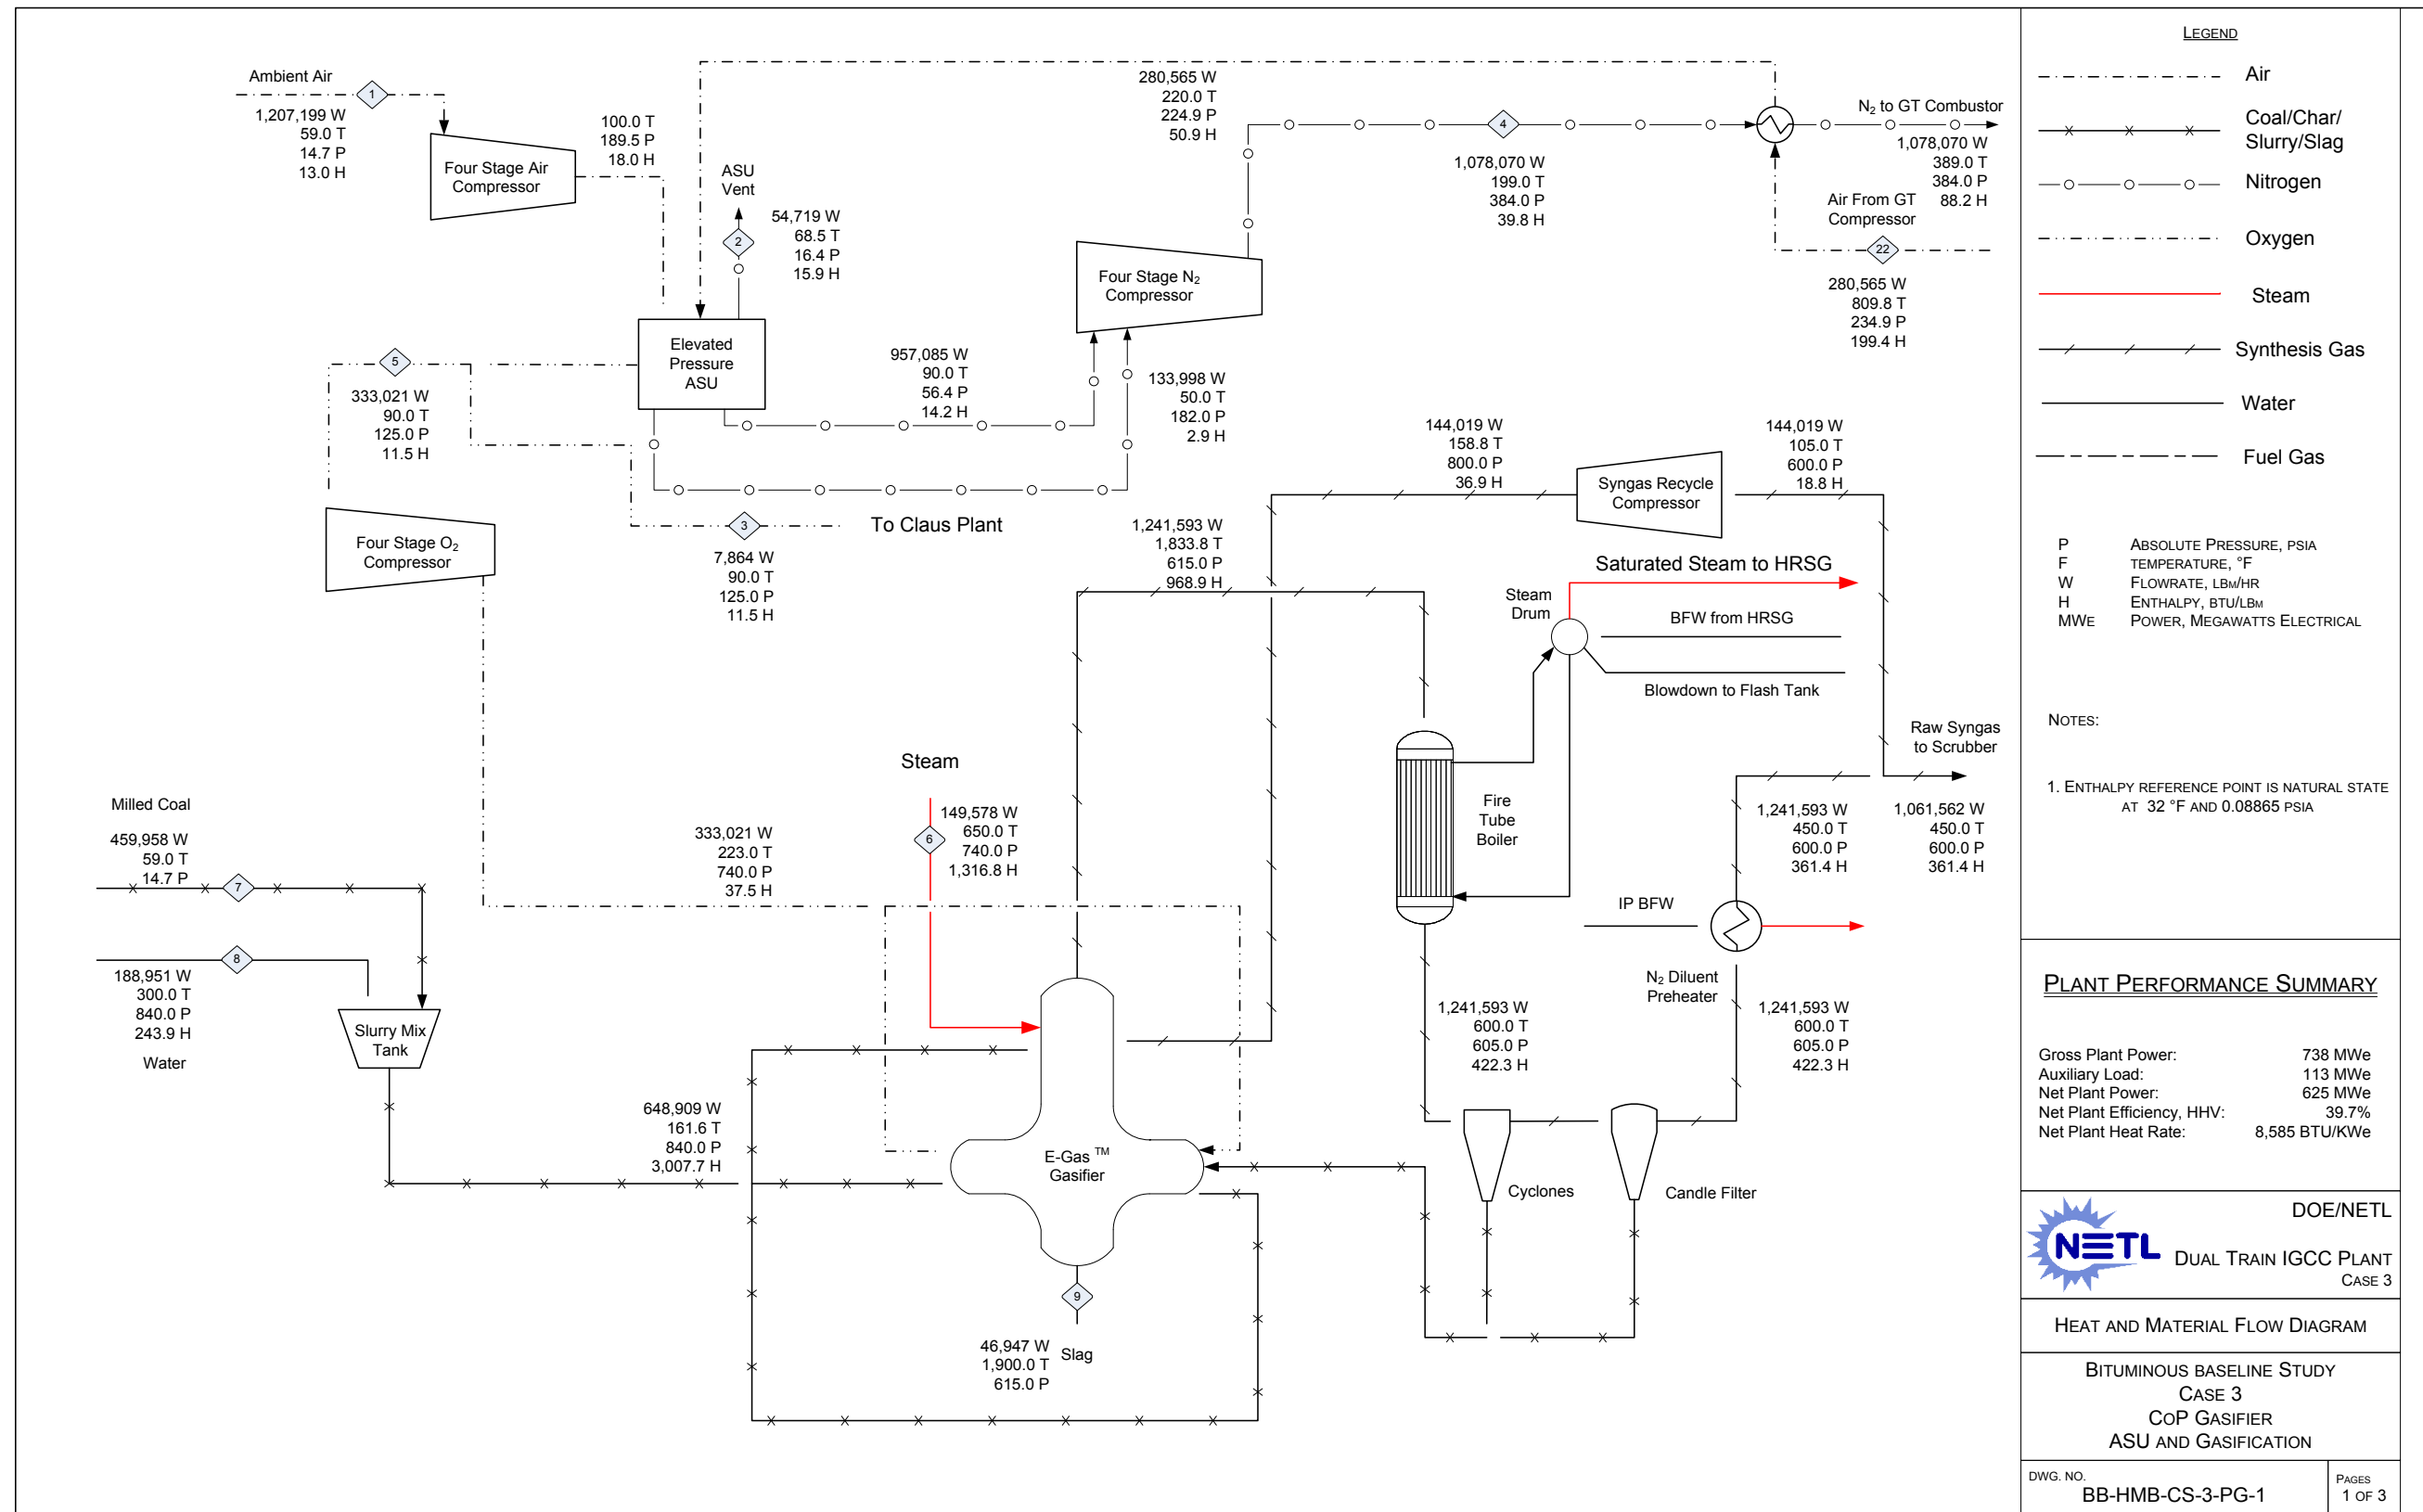 Ambient Air
1
1,207,199 W
59.0 T
14.7 P
13.0 H
Four Stage Air
Compressor
100.0 T
189.5 P
18.0 H
ASU
Vent
2
54,719 W
68.5 T
16.4 P
15.9 H
280,565 W
220.0 T
224.9 P
50.9 H
4
1,078,070 W
199.0 T
384.0 P
39.8 H
N2 to GT Combustor
1,078,070 W
389.0 T
384.0 P
88.2 H
Air From GT
Compressor
22
280,565 W
809.8 T
234.9 P
199.4 H
Four Stage N2
Compressor
Elevated
Pressure
ASU
957,085 W
90.0 T
56.4 P
14.2 H
133,998 W
50.0 T
182.0 P
2.9 H
5
333,021 W
90.0 T
125.0 P
11.5 H
Four Stage O2
Compressor
3
To Claus Plant
7,864 W
90.0 T
125.0 P
11.5 H
144,019 W
158.8 T
800.0 P
36.9 H
144,019 W
105.0 T
600.0 P
18.8 H
Syngas Recycle
Compressor
1,241,593 W
1,833.8 T
615.0 P
968.9 H
Saturated Steam to HRSG
Steam
Drum
BFW from HRSG
Blowdown to Flash Tank
Raw Syngas
to Scrubber
Steam
6
149,578 W
650.0 T
740.0 P
1,316.8 H
Fire
Tube
Boiler
1,241,593 W
450.0 T
600.0 P
361.4 H
1,061,562 W
450.0 T
600.0 P
361.4 H
Milled Coal
459,958 W
59.0 T
14.7 P
7
333,021 W
223.0 T
740.0 P
37.5 H
IP BFW
8
188,951 W
300.0 T
840.0 P
243.9 H
Water
Slurry Mix
Tank
N2 Diluent
Preheater
1,241,593 W
600.0 T
605.0 P
422.3 H
1,241,593 W
600.0 T
605.0 P
422.3 H
648,909 W
161.6 T
840.0 P
3,007.7 H
E-Gas TM
Gasifier
Cyclones
Candle Filter
9
46,947 W
1,900.0 T
615.0 P
Slag
LEGEND
Air
Coal/Char/
Slurry/Slag
Nitrogen
Oxygen
Steam
Synthesis Gas
Water
Fuel Gas
P ABSOLUTE PRESSURE, PSIA
F TEMPERATURE, °F
W FLOWRATE, LBM/HR
H ENTHALPY, BTU/LBM
MWE POWER, MEGAWATTS ELECTRICAL
NOTES:
1. ENTHALPY REFERENCE POINT IS NATURAL STATE
AT 32 °F AND 0.08865 PSIA
PLANT PERFORMANCE SUMMARY
Gross Plant Power: 738 MWe
Auxiliary Load: 113 MWe
Net Plant Power: 625 MWe
Net Plant Efficiency, HHV: 39.7%
Net Plant Heat Rate: 8,585 BTU/KWe
NETL
DOE/NETL
DUAL TRAIN IGCC PLANT
CASE 3
HEAT AND MATERIAL FLOW DIAGRAM
BITUMINOUS BASELINE STUDY
CASE 3
COP GASIFIER
ASU AND GASIFICATION
DWG. NO.
BB-HMB-CS-3-PG-1
PAGES
1 OF 3